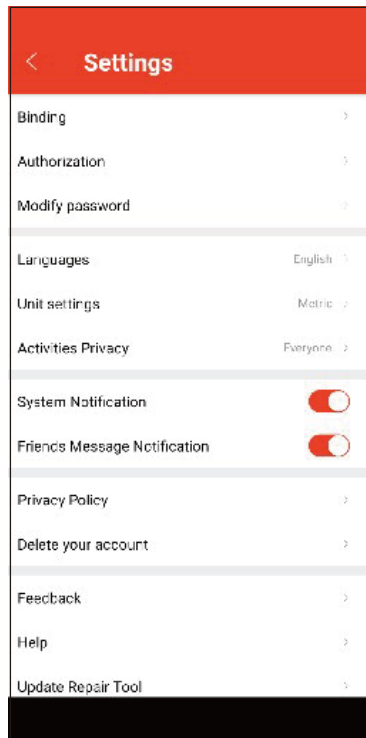 Settings
Binding
Authorization
Modify password
Languages English
Unit settings Metric
Activities Privacy Everyone
System Notification
Friends Message Notification
Privacy Policy
Delete your account
Feedback
Help
Update Repair Tool